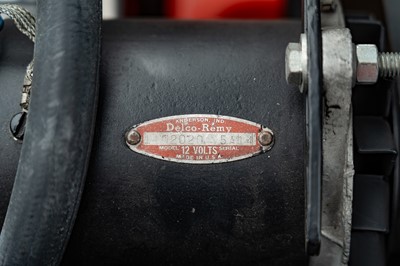 ANDERSON, IND.
Delco-Remy
MODEL 12 VOLTS SERIAL
MADE IN U.S.A.